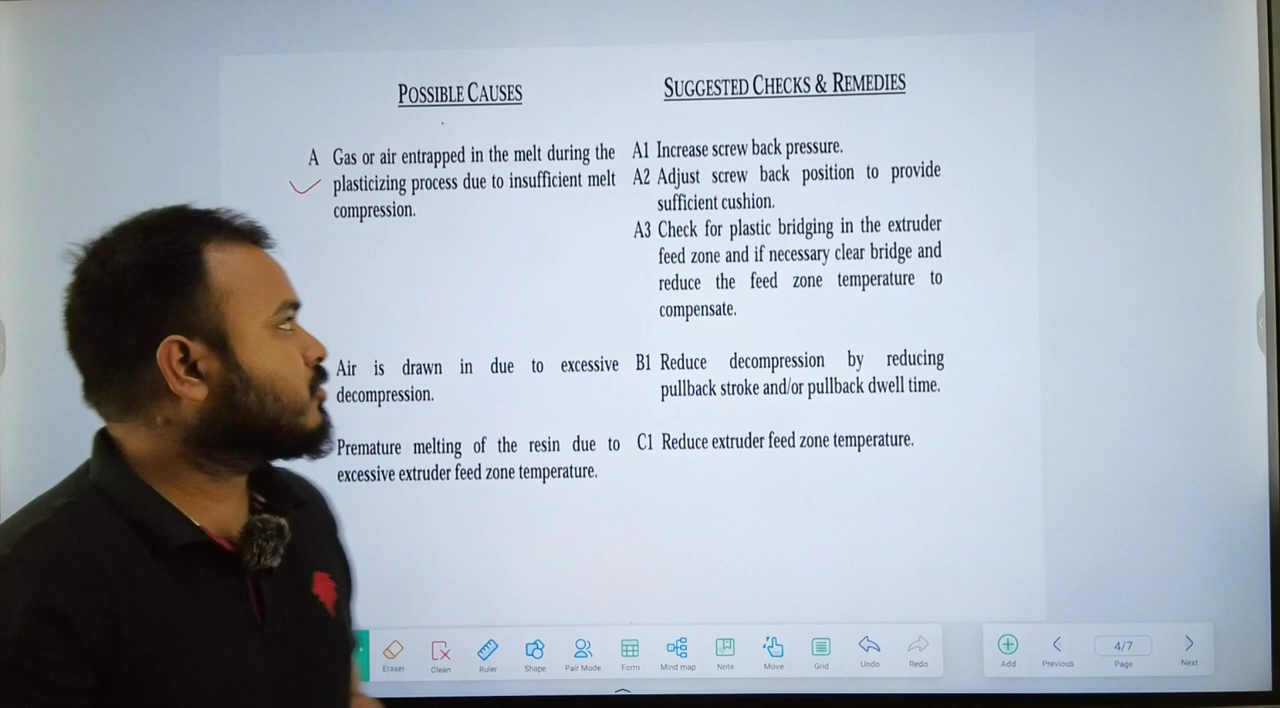 POSSIBLE CAUSES
SUGGESTED CHECKS & REMEDIES
A Gas or air entrapped in the melt during the
plasticizing process due to insufficient melt
compression.
A1 Increase screw back pressure.
A2 Adjust screw back position to provide
sufficient cushion.
A3 Check for plastic bridging in the extruder
feed zone and if necessary clear bridge and
reduce the feed zone temperature to
compensate.
Air is drawn in due to excessive
decompression.
B1 Reduce decompression by reducing
pullback stroke and/or pullback dwell time.
Premature melting of the resin due to
excessive extruder feed zone temperature.
C1 Reduce extruder feed zone temperature.
Eraser
Clean
Ruler
Shape
Pair Mode
Form
Mind map
Note
Move
Grid
Undo
Redo
Add
Previous
4/7
Page
Next